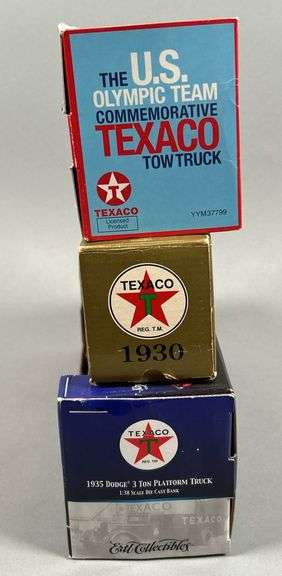 THE U.S.
OLYMPIC TEAM
COMMEMORATIVE
TEXACO
TOW TRUCK
T
TEXACO
Licensed
Product
YYM37799
TEXACO
T
REG. T.M.
1930
TEXACO
T
REG. T.M.
1935 DODGE® 3 TON PLATFORM TRUCK
1:38 SCALE DIE CAST BANK
TEXACO
TEXACO
Ertl Collectibles